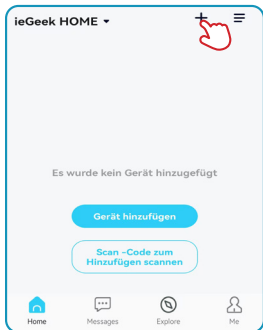 ieGeek HOME
Es wurde kein Gerät hinzugefügt
Gerät hinzufügen
Scan -Code zum
Hinzufügen scannen
Home
Messages
Explore
Me